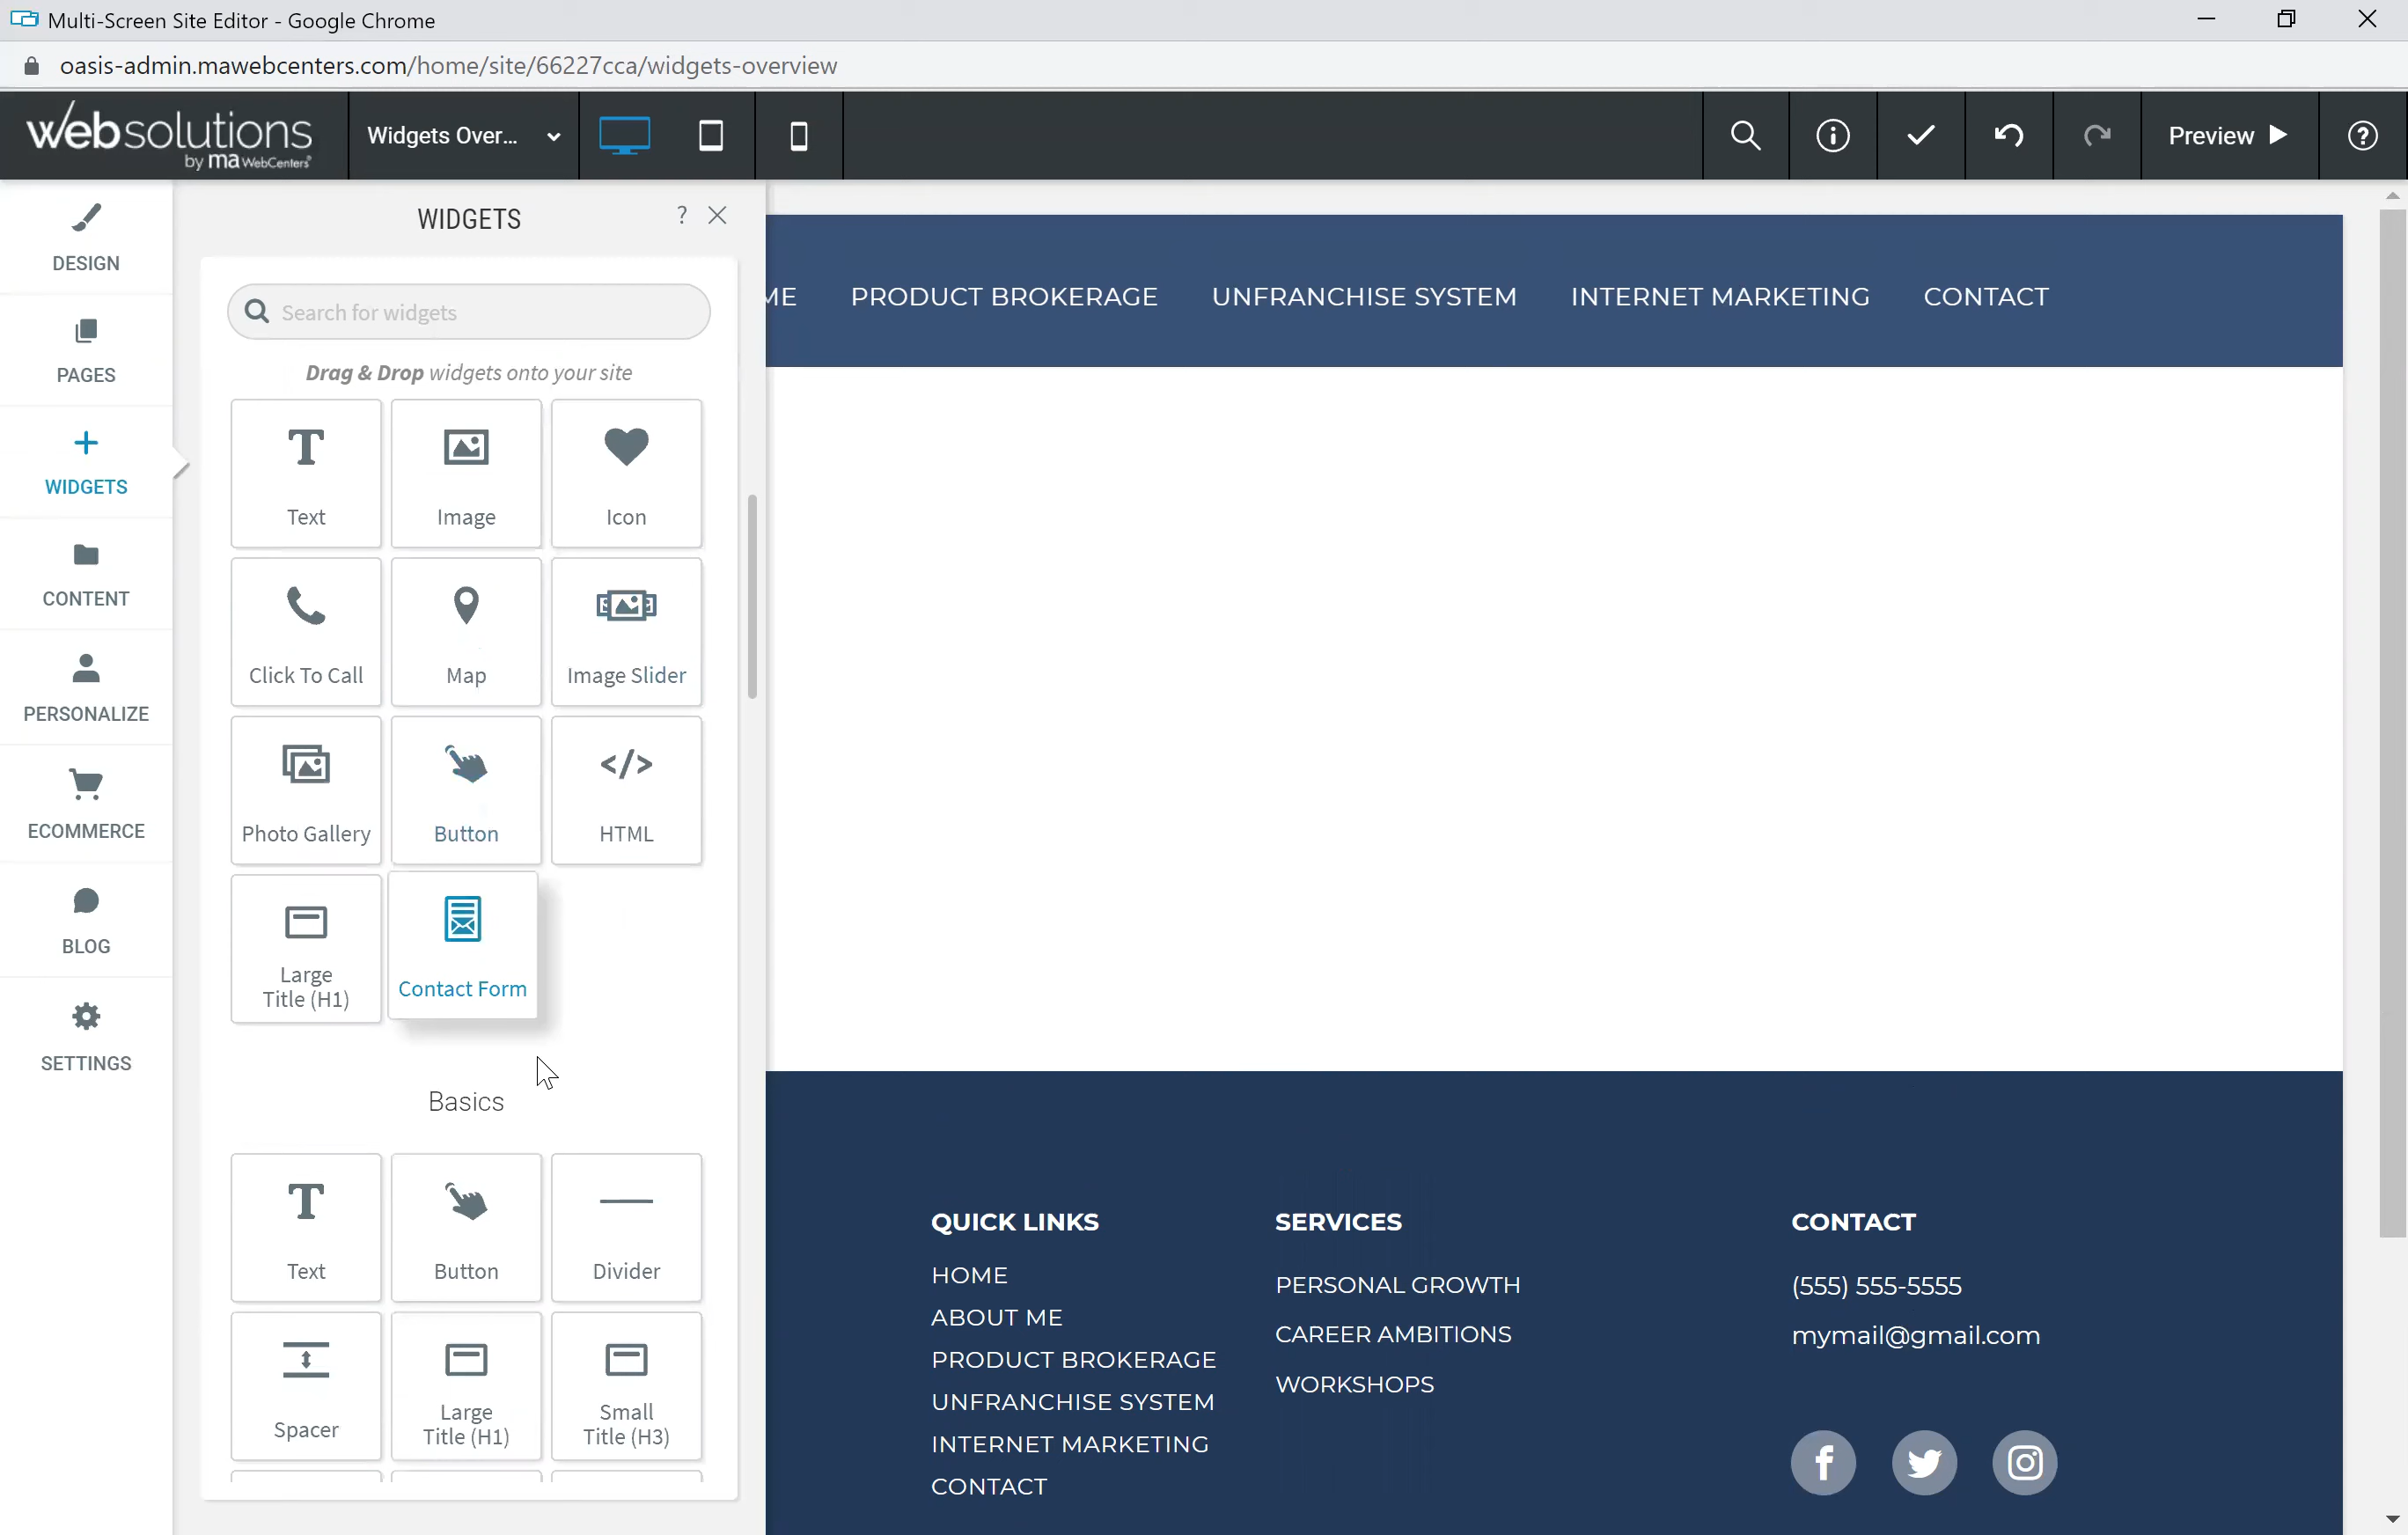 Multi-Screen Site Editor - Google Chrome
oasis-admin.mawebcenters.com/home/site/66227cca/widgets-overview
websolutions
by ma WebCenters®
Widgets Over...
Preview
DESIGN
PAGES
WIDGETS
CONTENT
PERSONALIZE
ECOMMERCE
BLOG
SETTINGS
WIDGETS
?
Search for widgets
Drag & Drop widgets onto your site
Text
Image
Icon
Click To Call
Map
Image Slider
Photo Gallery
Button
</>
HTML
Large
Title (H1)
Contact Form
Basics
Text
Button
Divider
Spacer
Large
Title (H1)
Small
Title (H3)
ME
PRODUCT BROKERAGE
UNFRANCHISE SYSTEM
INTERNET MARKETING
CONTACT
QUICK LINKS
HOME
ABOUT ME
PRODUCT BROKERAGE
UNFRANCHISE SYSTEM
INTERNET MARKETING
CONTACT
SERVICES
PERSONAL GROWTH
CAREER AMBITIONS
WORKSHOPS
CONTACT
(555) 555-5555
mymail@gmail.com